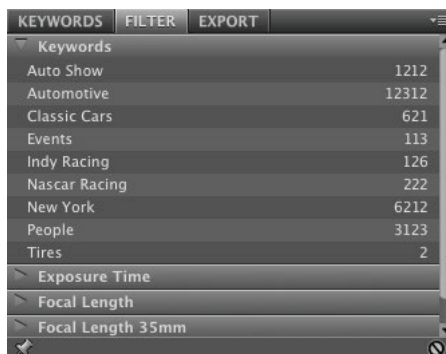 KEYWORDS FILTER EXPORT
Keywords
Auto Show 1212
Automotive 12312
Classic Cars 621
Events 113
Indy Racing 126
Nascar Racing 222
New York 6212
People 3123
Tires 2
Exposure Time
Focal Length
Focal Length 35mm